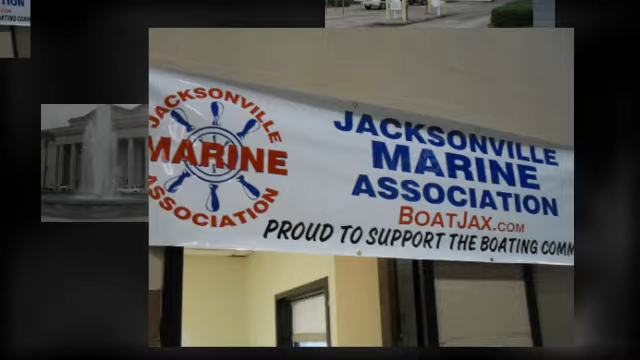 JACKSONVILLE
MARINE
ASSOCIATION
JACKSONVILLE
MARINE
ASSOCIATION
BOATJAX.COM
PROUD TO SUPPORT THE BOATING COMM